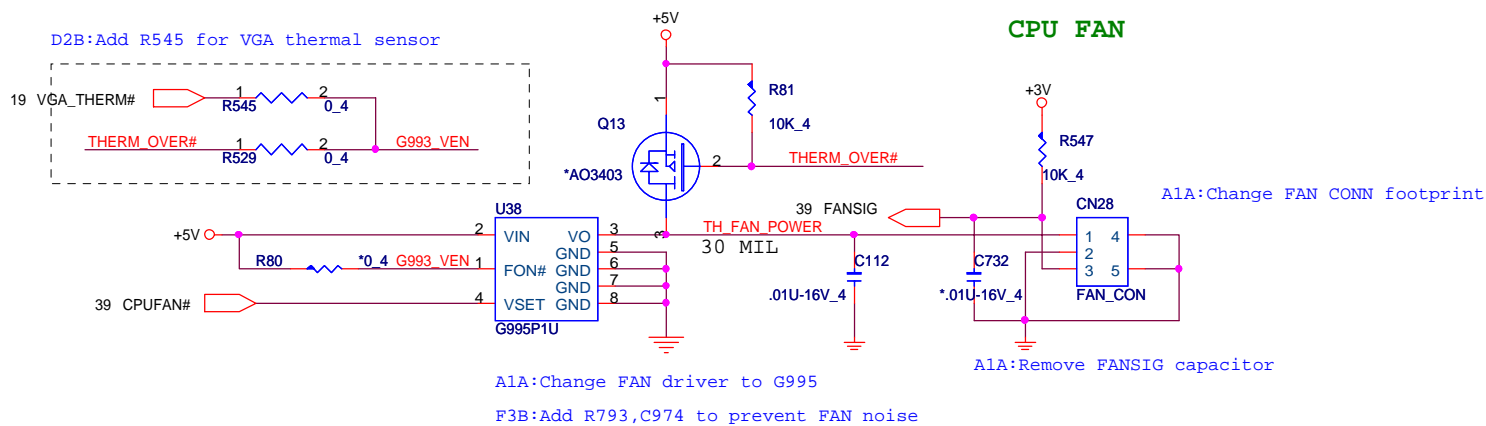 CPU FAN
D2B:Add R545 for VGA thermal sensor
+5V
19 VGA_THERM#
1
2
R545
0_4
THERM_OVER#
1
2
G993_VEN
R529
0_4
1
R81
10K_4
Q13
2
THERM_OVER#
*AO3403
3
+3V
R547
10K_4
A1A:Change FAN CONN footprint
39 FANSIG
CN28
U38
TH_FAN_POWER
30 MIL
+5V
2
VIN
VO
3
GND
5
R80
*0_4
G993_VEN
1
FON#
GND
6
GND
7
39 CPUFAN#
4
VSET
GND
8
G995P1U
C112
.01U-16V_4
C732
*.01U-16V_4
1
4
2
3
5
FAN_CON
A1A:Remove FANSIG capacitor
A1A:Change FAN driver to G995
F3B:Add R793,C974 to prevent FAN noise